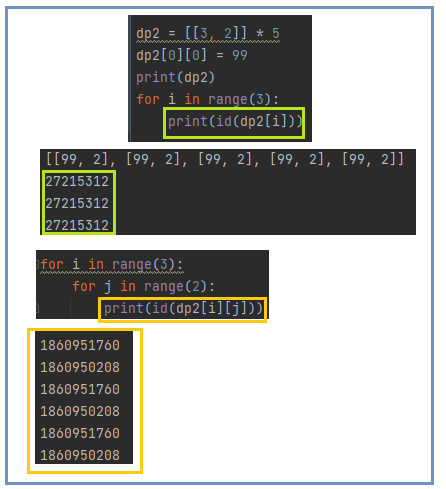 dp2 = [[3, 2]] * 5
dp2[0][0] = 99
print(dp2)
for i in range(3):
    print(id(dp2[i]))
[[99, 2], [99, 2], [99, 2], [99, 2], [99, 2]]
27215312
27215312
27215312
for i in range(3):
    for j in range(2):
        print(id(dp2[i][j]))
1860951760
1860950208
1860951760
1860950208
1860951760
1860950208